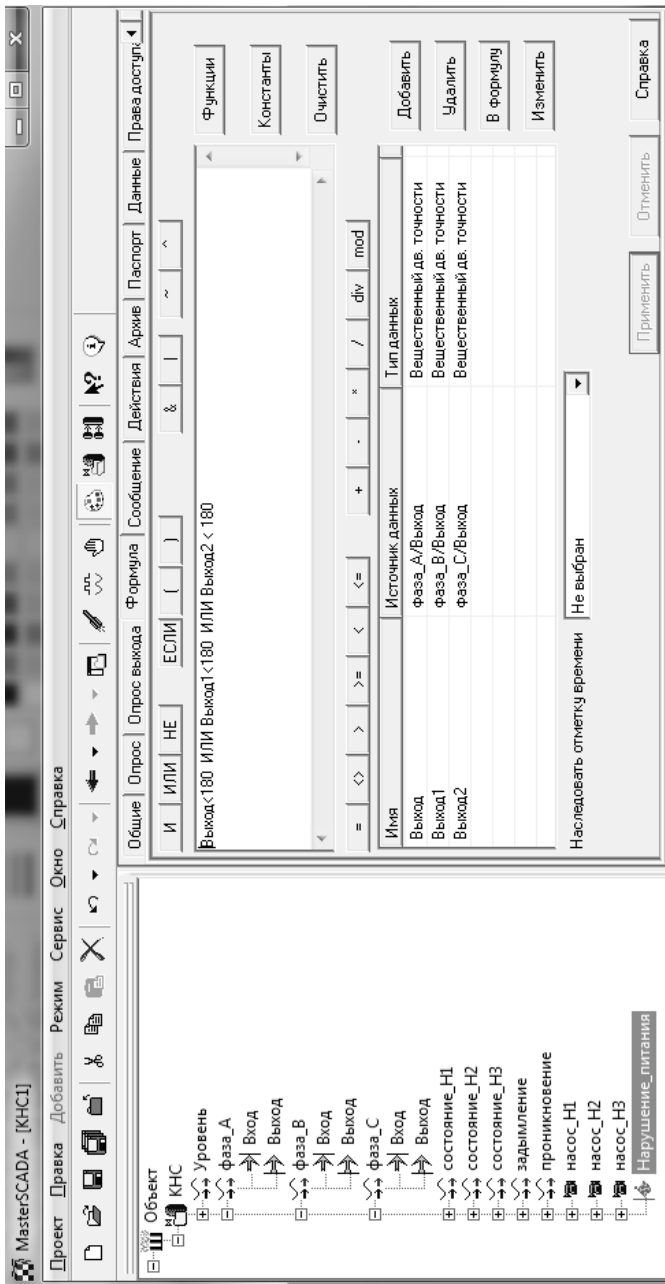 MasterSCADA - [КНС1]
Проект Правка Добавить Режим Сервис Окно Справка
Объект
КНС
Уровень
фаза_А
Вход
Выход
фаза_В
Вход
Выход
фаза_С
Вход
Выход
состояние_Н1
состояние_Н2
состояние_Н3
задымление
проникновение
насос_Н1
насос_Н2
насос_Н3
Нарушение_питания
Общие Опрос Опрос выхода Формула Сообщение Действия Архив Паспорт Данные Права доступа
И ИЛИ НЕ ЕСЛИ ( ) & | ~ ^
Выход<180 ИЛИ Выход1<180 ИЛИ Выход2 < 180
Функции
Константы
Очистить
= <> > >= < <= + - * / div mod
Имя Источник данных Тип данных
Выход фаза_А/Выход Вещественный дв. точности
Выход1 фаза_В/Выход Вещественный дв. точности
Выход2 фаза_С/Выход Вещественный дв. точности
Добавить
Удалить
В формулу
Изменить
Наследовать отметку времени Не выбран
Применить Отменить Справка